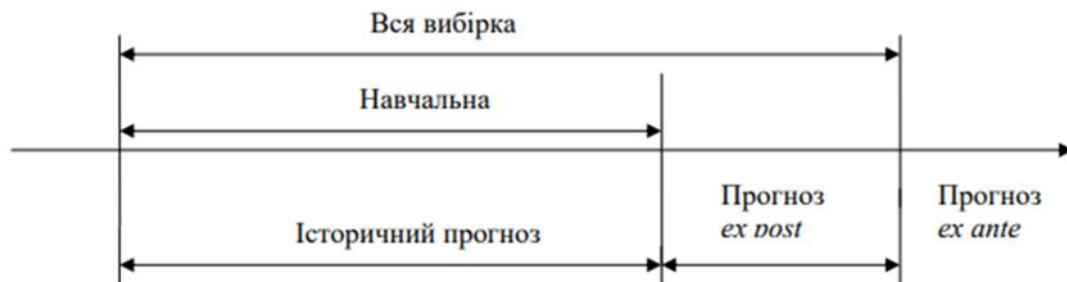 Вся вибірка
Навчальна
Історичний прогноз
Прогноз
ex post
Прогноз
ex ante